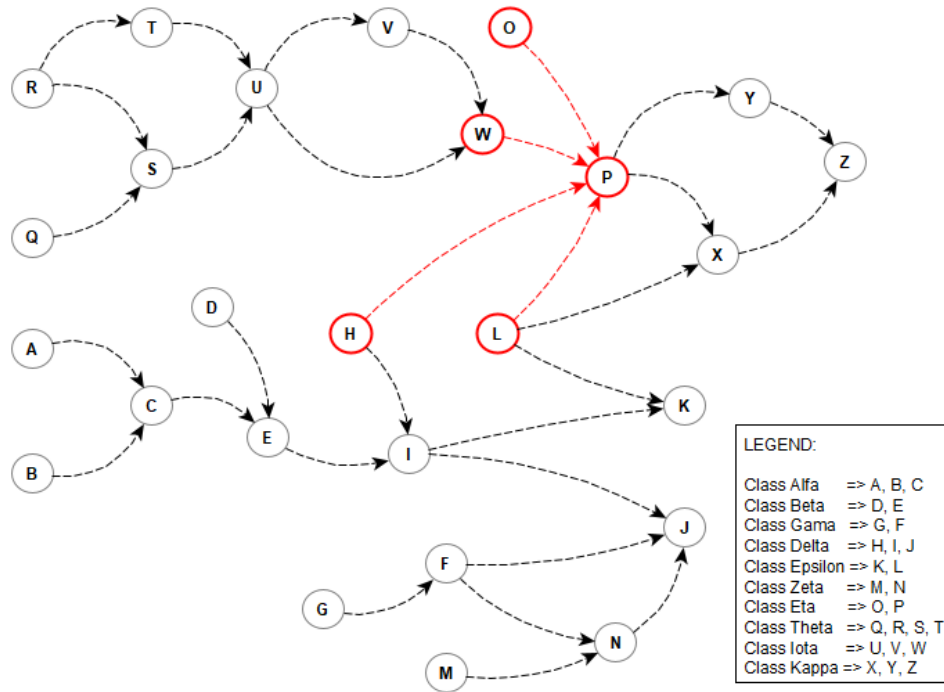 O
T
V
R
U
Y
W
Z
S
P
Q
X
D
H
L
A
C
K
E
I
B
J
F
G
N
M
LEGEND:
Class Alfa => A, B, C
Class Beta => D, E
Class Gama => G, F
Class Delta => H, I, J
Class Epsilon => K, L
Class Zeta => M, N
Class Eta => O, P
Class Theta => Q, R, S, T
Class Iota => U, V, W
Class Kappa => X, Y, Z